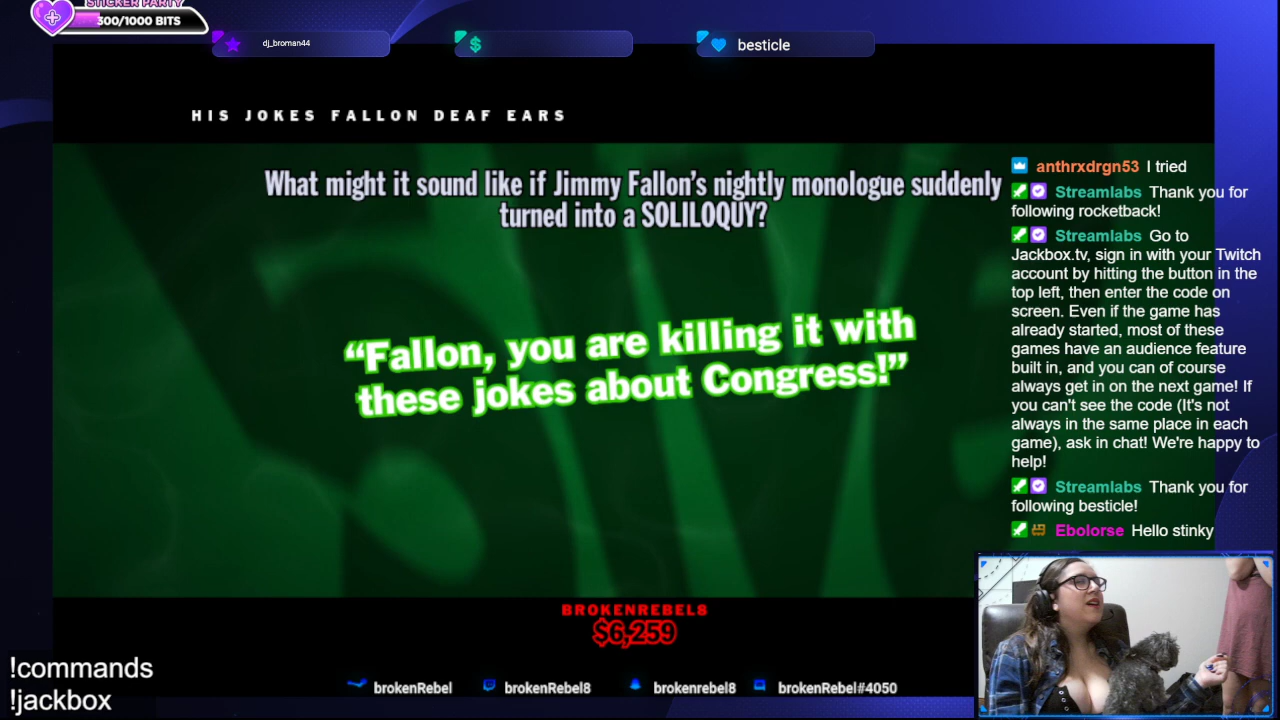 STICKER PARTY
300/1000 BITS
dj_broman44
$
besticle
HIS JOKES FALLON DEAF EARS
What might it sound like if Jimmy Fallon's nightly monologue suddenly
turned into a SOLILOQUY?
“Fallon, you are killing it with
these jokes about Congress!”
BROKENREBEL8
$6,259
anthrxdrgn53 I tried
Streamlabs Thank you for
following rocketback!
Streamlabs Go to
Jackbox.tv, sign in with your Twitch
account by hitting the button in the
top left, then enter the code on
screen. Even if the game has
already started, most of these
games have an audience feature
built in, and you can of course
always get in on the next game! If
you can't see the code (It's not
always in the same place in each
game), ask in chat! We're happy to
help!
Streamlabs Thank you for
following besticle!
Ebolorse Hello stinky
!commands
!jackbox
brokenRebel
brokenRebel8
brokenrebel8
brokenRebel#4050